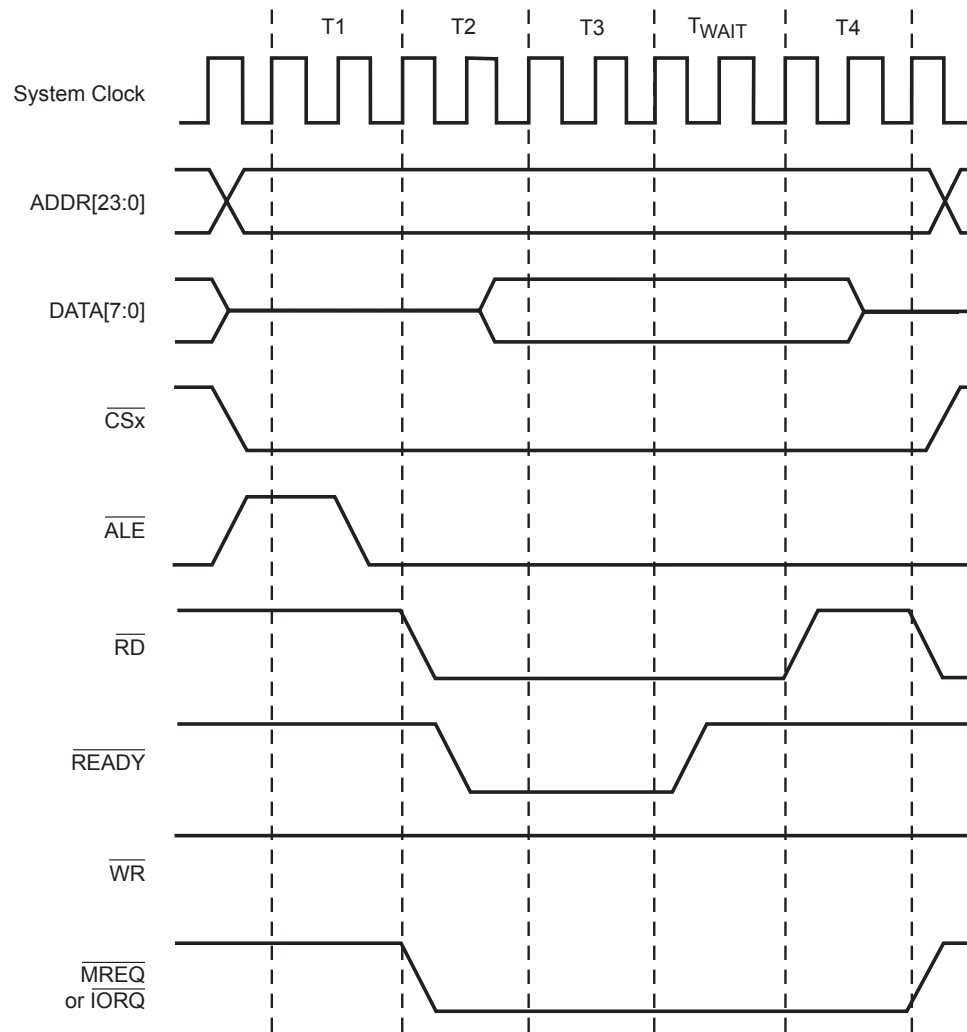 T1 T2 T3 TWAIT T4
System Clock
ADDR[23:0]
DATA[7:0]
CSx
ALE
RD
READY
WR
MREQ
or IORQ